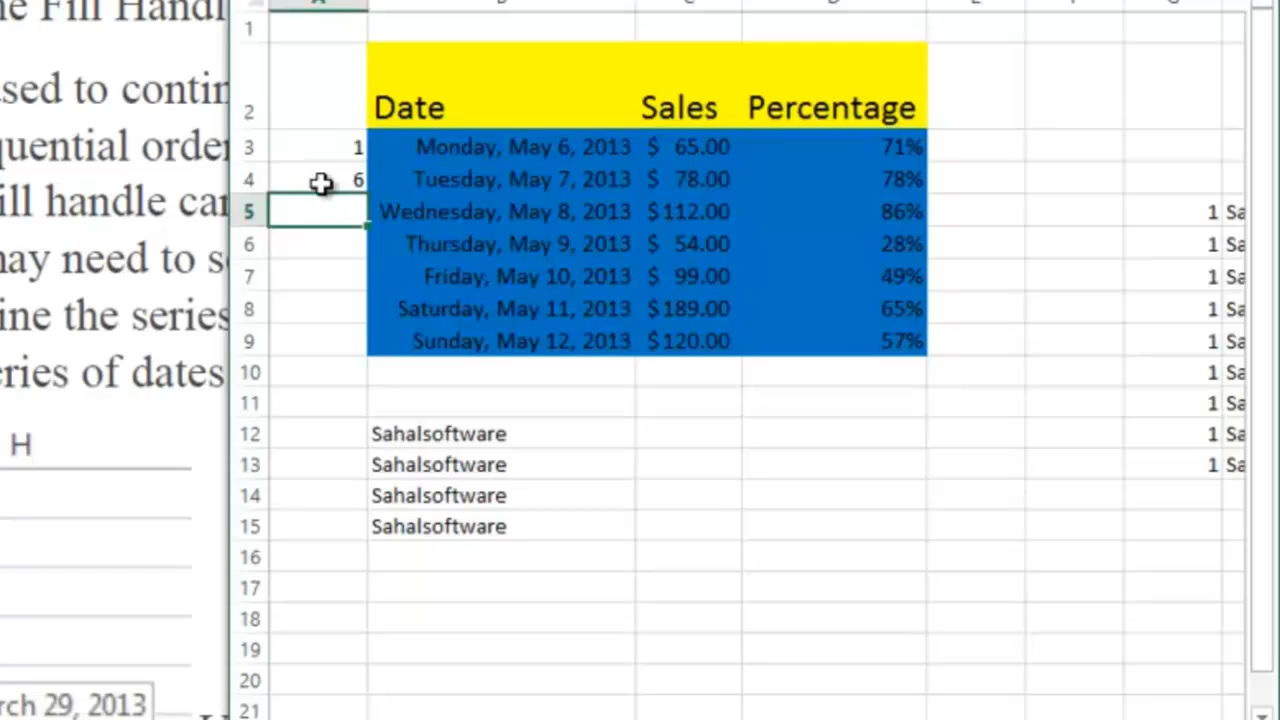 he Fill Handl
sed to contin
quential order
ill handle can
may need to s
ine the series
eries of dates
H
rch 29, 2013
1
2 Date Sales Percentage
3 1 Monday, May 6, 2013 $ 65.00 71%
4 6 Tuesday, May 7, 2013 $ 78.00 78%
5 Wednesday, May 8, 2013 $112.00 86% 1 Sa
6 Thursday, May 9, 2013 $ 54.00 28% 1 Sa
7 Friday, May 10, 2013 $ 99.00 49% 1 Sa
8 Saturday, May 11, 2013 $189.00 65% 1 Sa
9 Sunday, May 12, 2013 $120.00 57% 1 Sa
10 1 Sa
11 1 Sa
12 Sahalsoftware 1 Sa
13 Sahalsoftware 1 Sa
14 Sahalsoftware
15 Sahalsoftware
16
17
18
19
20
21